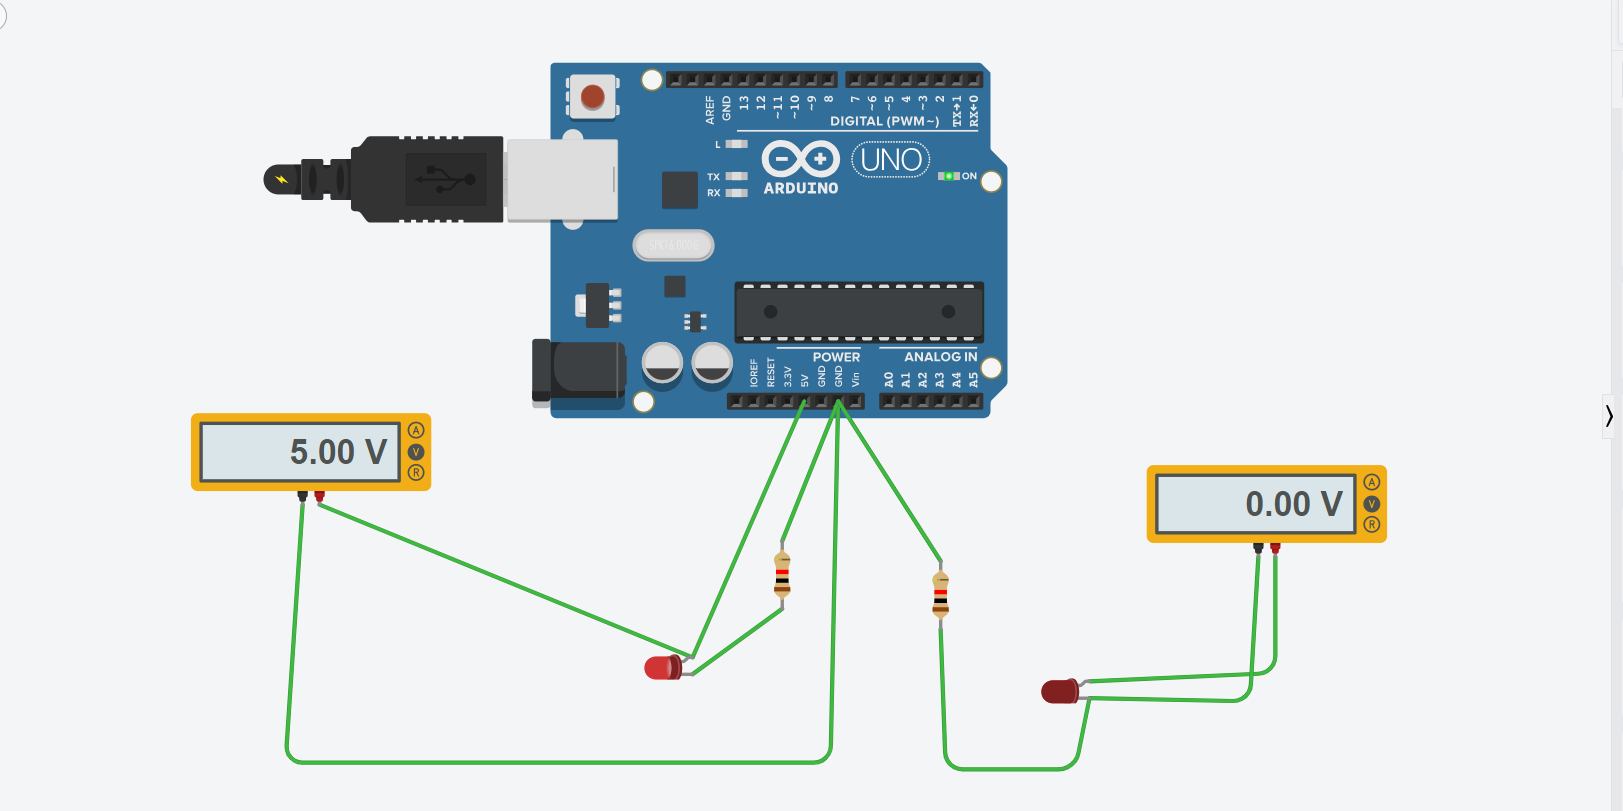 AREF
GND
13
12
~11
~10
~9
8
7
~6
~5
4
~3
2
TX→1
RX←0
DIGITAL (PWM~)
L
TX
RX
ARDUINO
UNO
ON
SPK16.000G
POWER
ANALOG IN
IOREF
RESET
3.3V
5V
GND
GND
Vin
A0
A1
A2
A3
A4
A5
5.00 V
A
V
R
0.00 V
A
V
R